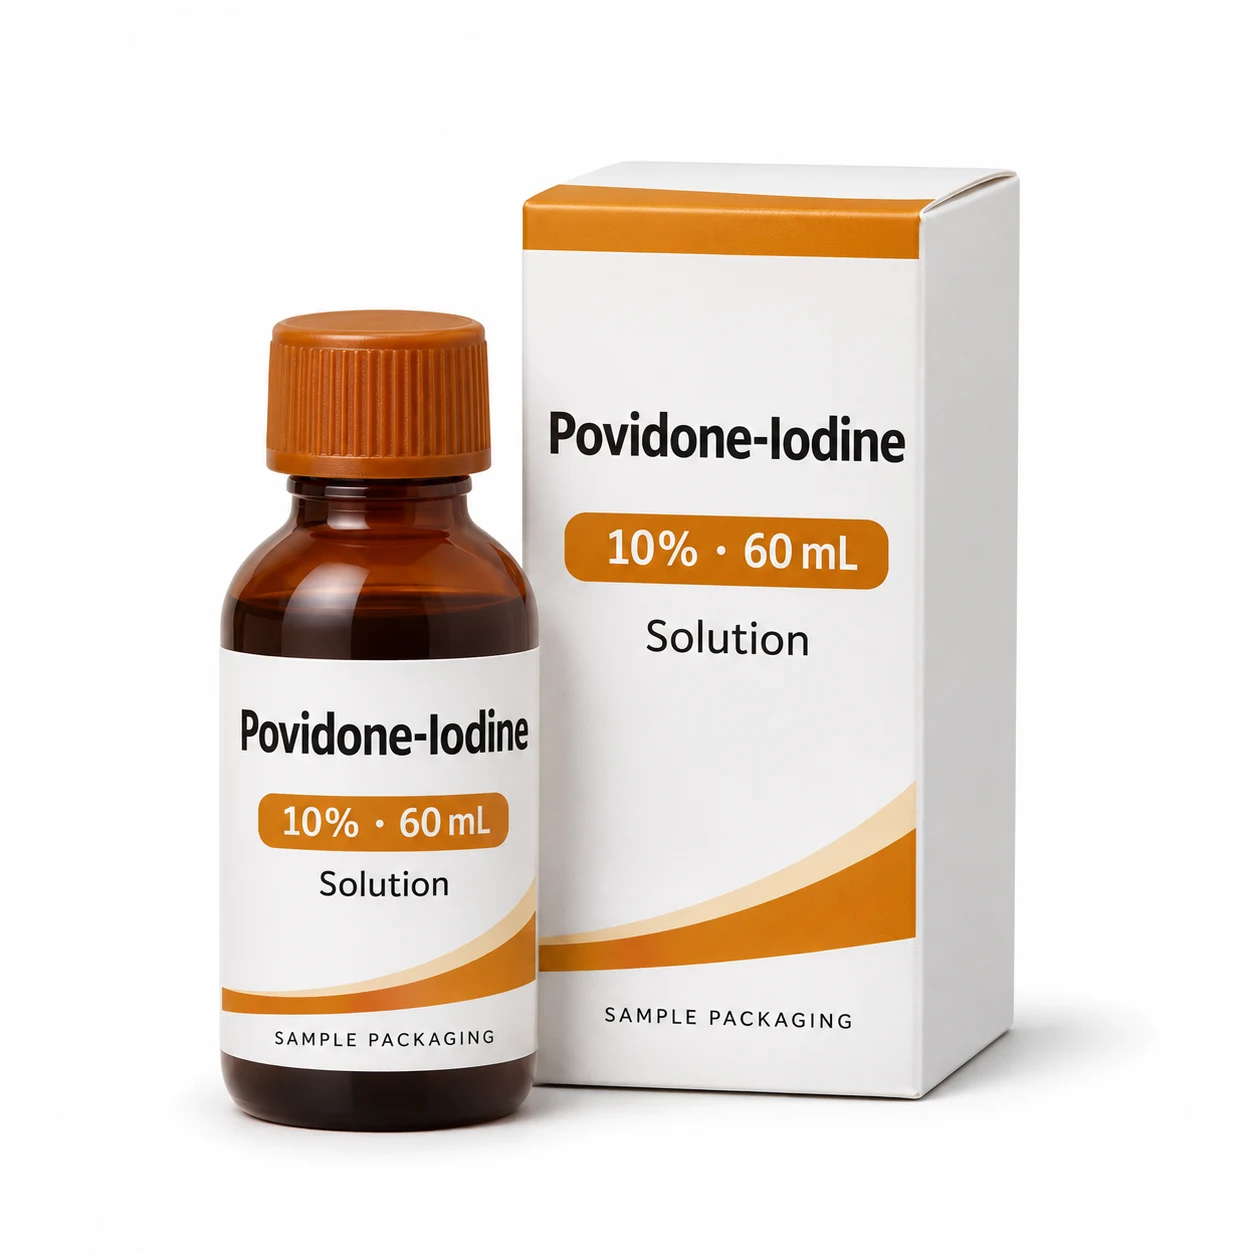 Povidone-Iodine
10% · 60 mL
Solution
SAMPLE PACKAGING
Povidone-Iodine
10% · 60 mL
Solution
SAMPLE PACKAGING